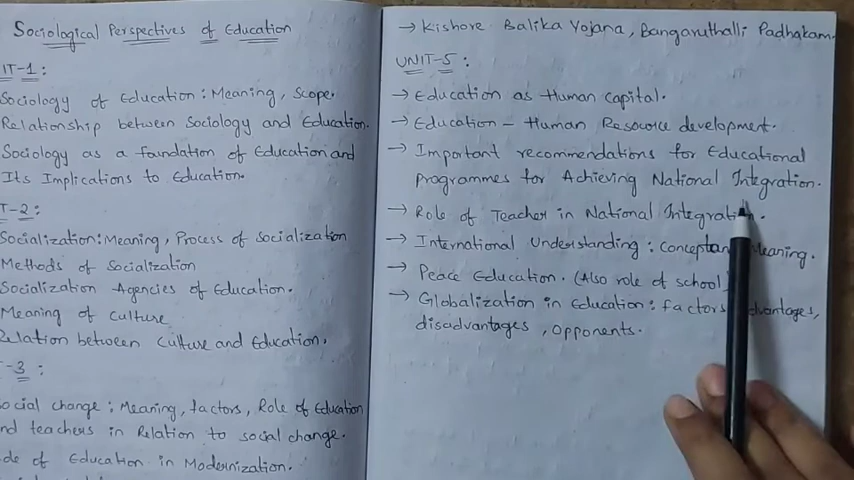 Sociological Perspectives of Education
IT-1:
Sociology of Education: Meaning, Scope.
Relationship between Sociology and Education.
Sociology as a foundation of Education and
Its Implications to Education.
T-2:
Socialization: Meaning, Process of Socialization
Methods of Socialization
Socialization Agencies of Education.
Meaning of Culture
Relation between Culture and Education.
-3:
ocial change: Meaning, factors, Role of Education
nd teachers in Relation to social change.
of Education in Modernization.
→ Kishore Balika Yojana, Bangaruthalli Padhakam.
UNIT-5:
→ Education as Human Capital.
→ Education - Human Resource development.
→ Important recommendations for Educational
Programmes for Achieving National Integration.
→ Role of Teacher in National Integration.
→ International Understanding: Concept an Meaning.
→ Peace Education. (Also role of school)
→ Globalization in Education: factors, advantages,
disadvantages, opponents.